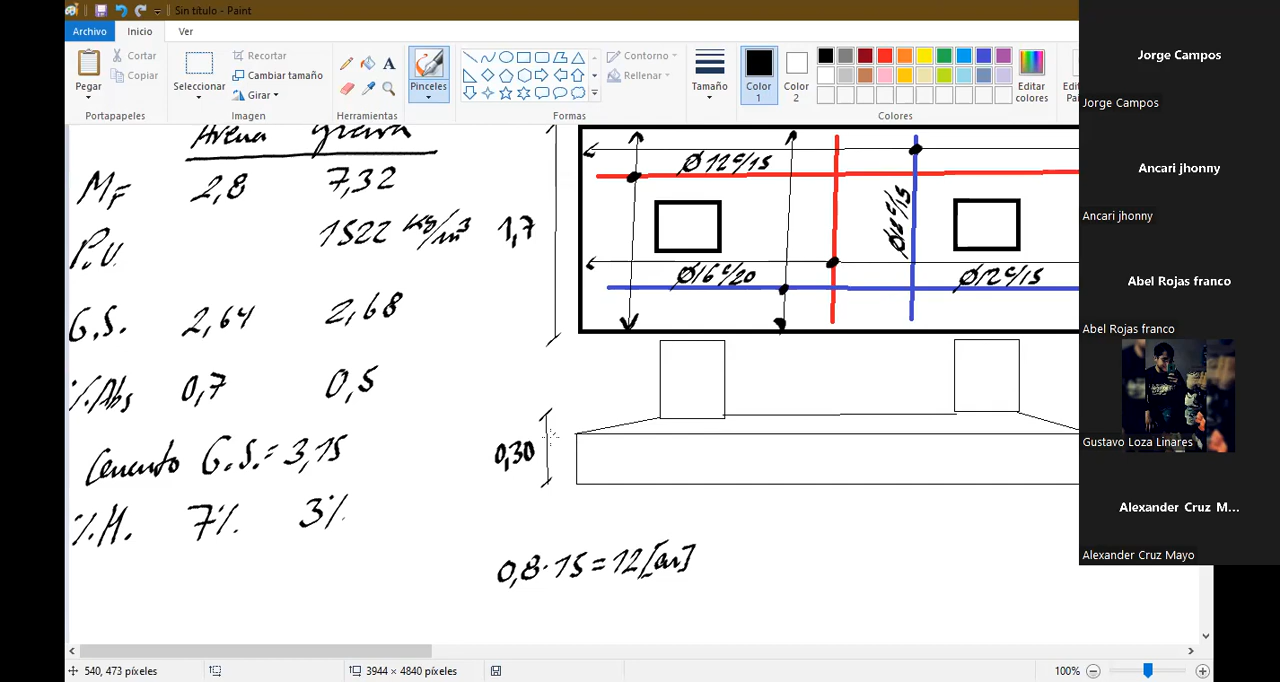 Sin título - Paint
Archivo Inicio Ver
Pegar
Cortar
Copiar
Portapapeles
Seleccionar
Recortar
Cambiar tamaño
Girar
Imagen
Herramientas
Pinceles
Formas
Contorno
Rellenar
Tamaño
Color 1
Color 2
Colores
Editar colores
Jorge Campos
Jorge Campos
Ancari jhonny
Ancari jhonny
Abel Rojas franco
Abel Rojas franco
Gustavo Loza Linares
Alexander Cruz M...
Alexander Cruz Mayo
Arena Grava
MF 2,8 7,32
P.U. 1522 Kg/m³
G.S. 2,64 2,68
%Abs 0,7 0,5
Cemento G.S.= 3,15
%H. 7% 3%
1,7
Ø12c/15
Ø16c/20
Ø12c/15
0,30
0,8·15=12[cm]
540, 473 píxeles
3944 × 4840 píxeles
100%